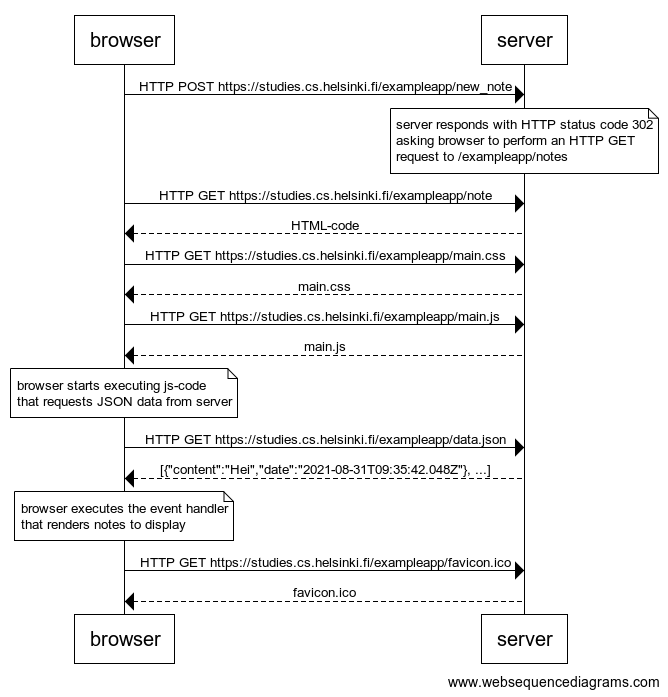 browser
server
HTTP POST https://studies.cs.helsinki.fi/exampleapp/new_note
server responds with HTTP status code 302
asking browser to perform an HTTP GET
request to /exampleapp/notes
HTTP GET https://studies.cs.helsinki.fi/exampleapp/note
HTML-code
HTTP GET https://studies.cs.helsinki.fi/exampleapp/main.css
main.css
HTTP GET https://studies.cs.helsinki.fi/exampleapp/main.js
main.js
browser starts executing js-code
that requests JSON data from server
HTTP GET https://studies.cs.helsinki.fi/exampleapp/data.json
[{"content":"Hei","date":"2021-08-31T09:35:42.048Z"}, ...]
browser executes the event handler
that renders notes to display
HTTP GET https://studies.cs.helsinki.fi/exampleapp/favicon.ico
favicon.ico
browser
server
www.websequencediagrams.com